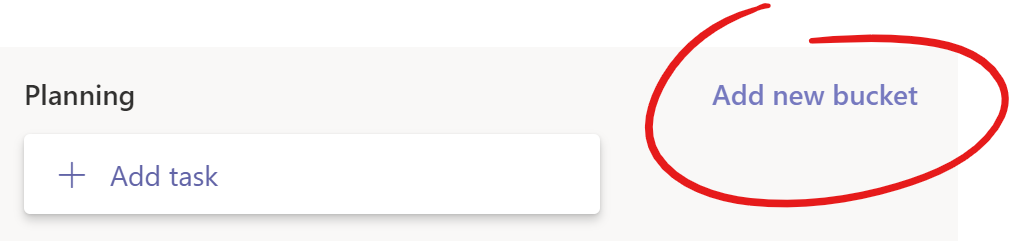 Planning
Add new bucket
+ Add task